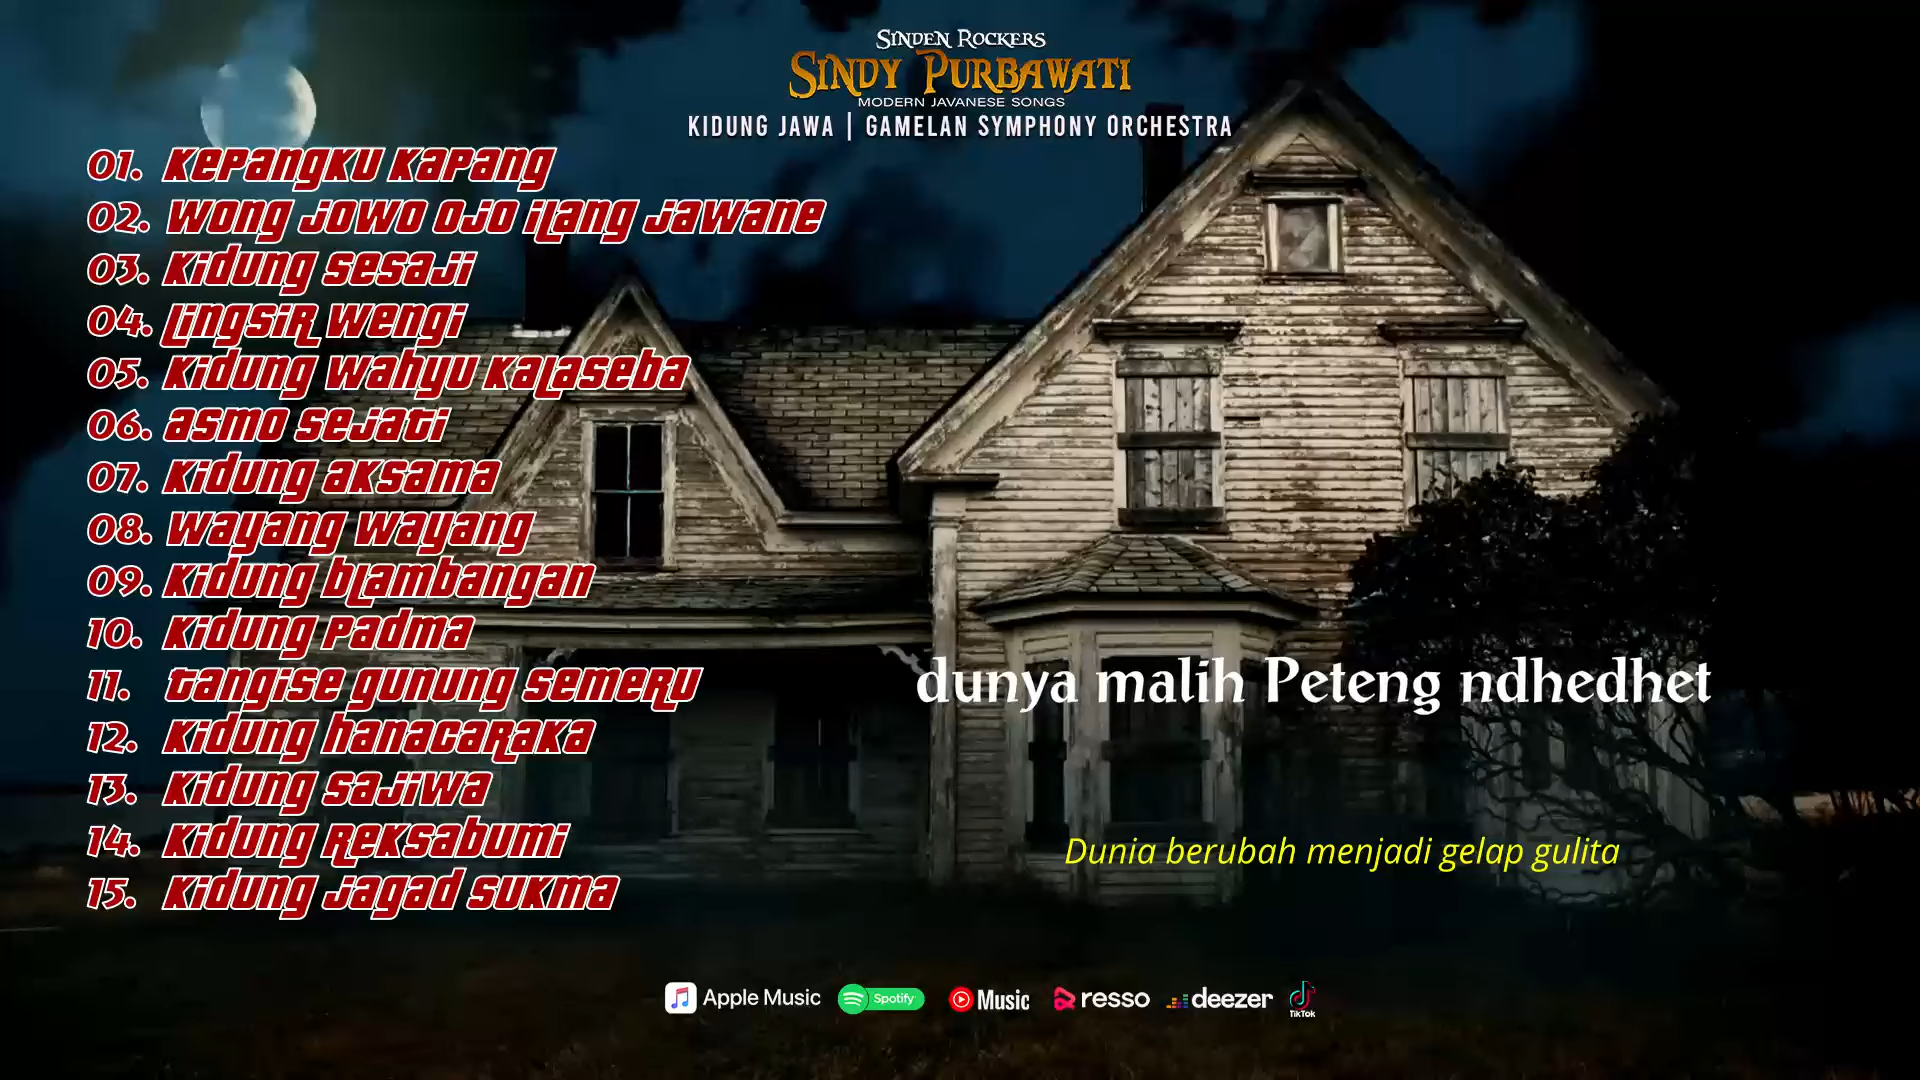 SINDEN ROCKERS
SINDY PURBAWATI
MODERN JAVANESE SONGS
KIDUNG JAWA | GAMELAN SYMPHONY ORCHESTRA
01. Kepangku Kapang
02. Wong Jowo Ojo Ilang Jawane
03. Kidung Sesaji
04. Lingsir Wengi
05. Kidung Wahyu Kalaseba
06. Asmo Sejati
07. Kidung Aksama
08. Wayang Wayang
09. Kidung Blambangan
10. Kidung Padma
11. Tangise Gunung Semeru
12. Kidung Hanacaraka
13. Kidung Sajiwa
14. Kidung Reksabumi
15. Kidung Jagad Sukma
dunya malih Peteng ndhedhet
Dunia berubah menjadi gelap gulita
Apple Music Spotify Music resso deezer TikTok